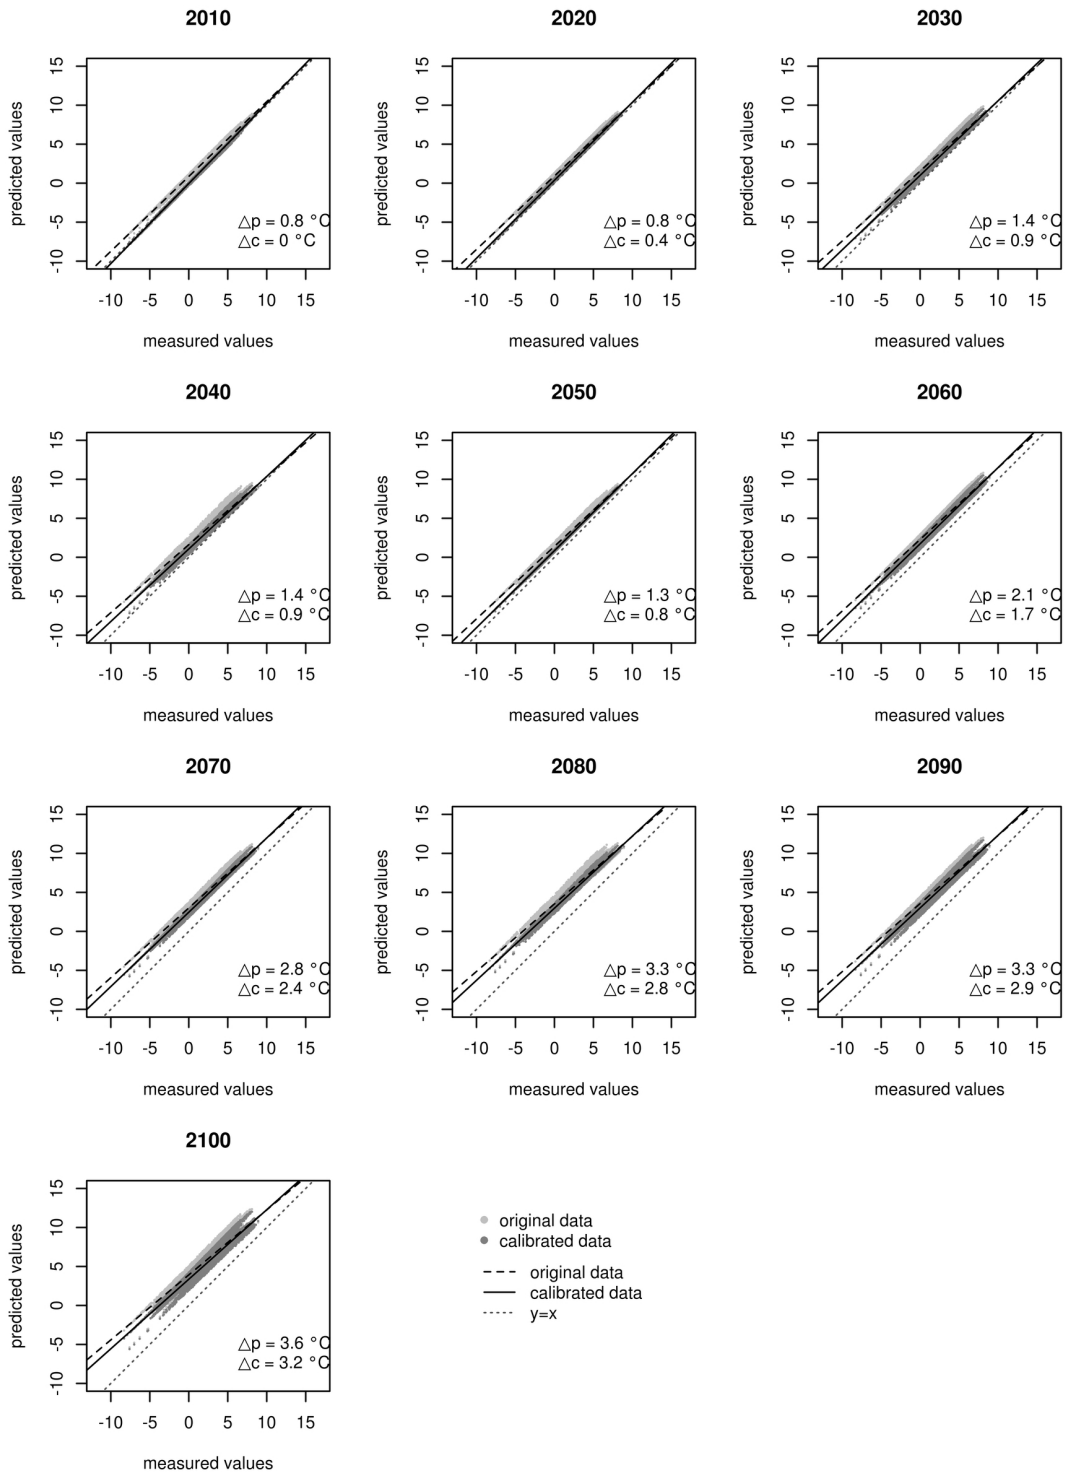 2010
2020
2030
predicted values
15
10
5
0
-5
-10
△p = 0.8 °C
△c = 0 °C
-10 -5 0 5 10 15
measured values
predicted values
15
10
5
0
-5
-10
△p = 0.8 °C
△c = 0.4 °C
-10 -5 0 5 10 15
measured values
predicted values
15
10
5
0
-5
-10
△p = 1.4 °C
△c = 0.9 °C
-10 -5 0 5 10 15
measured values
2040
2050
2060
predicted values
15
10
5
0
-5
-10
△p = 1.4 °C
△c = 0.9 °C
-10 -5 0 5 10 15
measured values
predicted values
15
10
5
0
-5
-10
△p = 1.3 °C
△c = 0.8 °C
-10 -5 0 5 10 15
measured values
predicted values
15
10
5
0
-5
-10
△p = 2.1 °C
△c = 1.7 °C
-10 -5 0 5 10 15
measured values
2070
2080
2090
predicted values
15
10
5
0
-5
-10
△p = 2.8 °C
△c = 2.4 °C
-10 -5 0 5 10 15
measured values
predicted values
15
10
5
0
-5
-10
△p = 3.3 °C
△c = 2.8 °C
-10 -5 0 5 10 15
measured values
predicted values
15
10
5
0
-5
-10
△p = 3.3 °C
△c = 2.9 °C
-10 -5 0 5 10 15
measured values
2100
predicted values
15
10
5
0
-5
-10
△p = 3.6 °C
△c = 3.2 °C
-10 -5 0 5 10 15
measured values
original data
calibrated data
original data
calibrated data
y=x